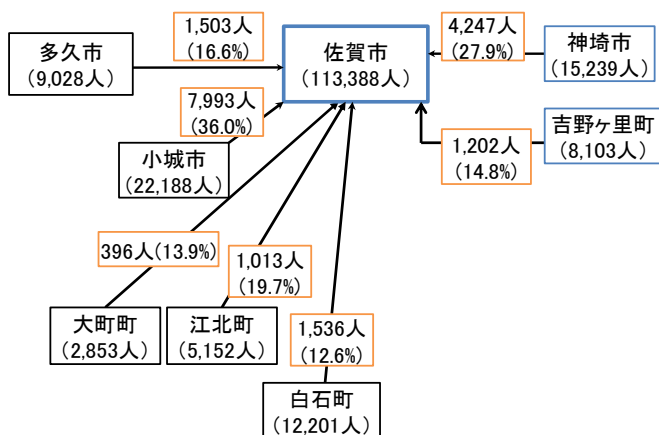 1,503人
(16.6%)
多久市
(9,028人)
佐賀市
(113,388人)
4,247人
(27.9%)
神埼市
(15,239人)
7,993人
(36.0%)
小城市
(22,188人)
1,202人
(14.8%)
吉野ヶ里町
(8,103人)
396人(13.9%)
1,013人
(19.7%)
大町町
(2,853人)
江北町
(5,152人)
1,536人
(12.6%)
白石町
(12,201人)